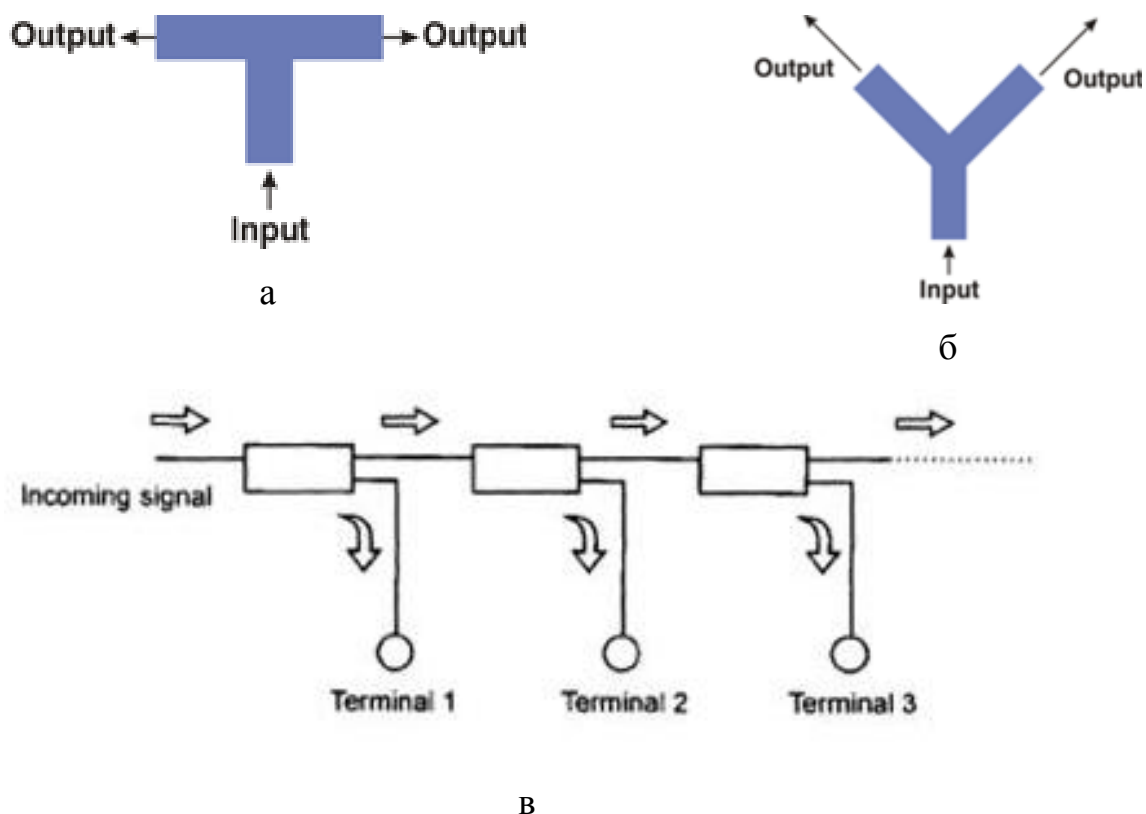 Output Output
Input
а
Output Output
Input
б
Incoming signal
Terminal 1 Terminal 2 Terminal 3
в